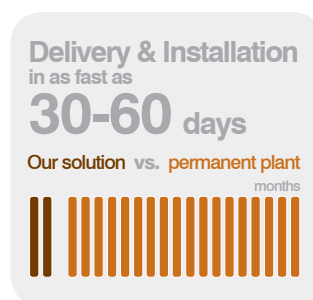 Delivery & Installation
in as fast as
30-60 days
Our solution vs. permanent plant
months